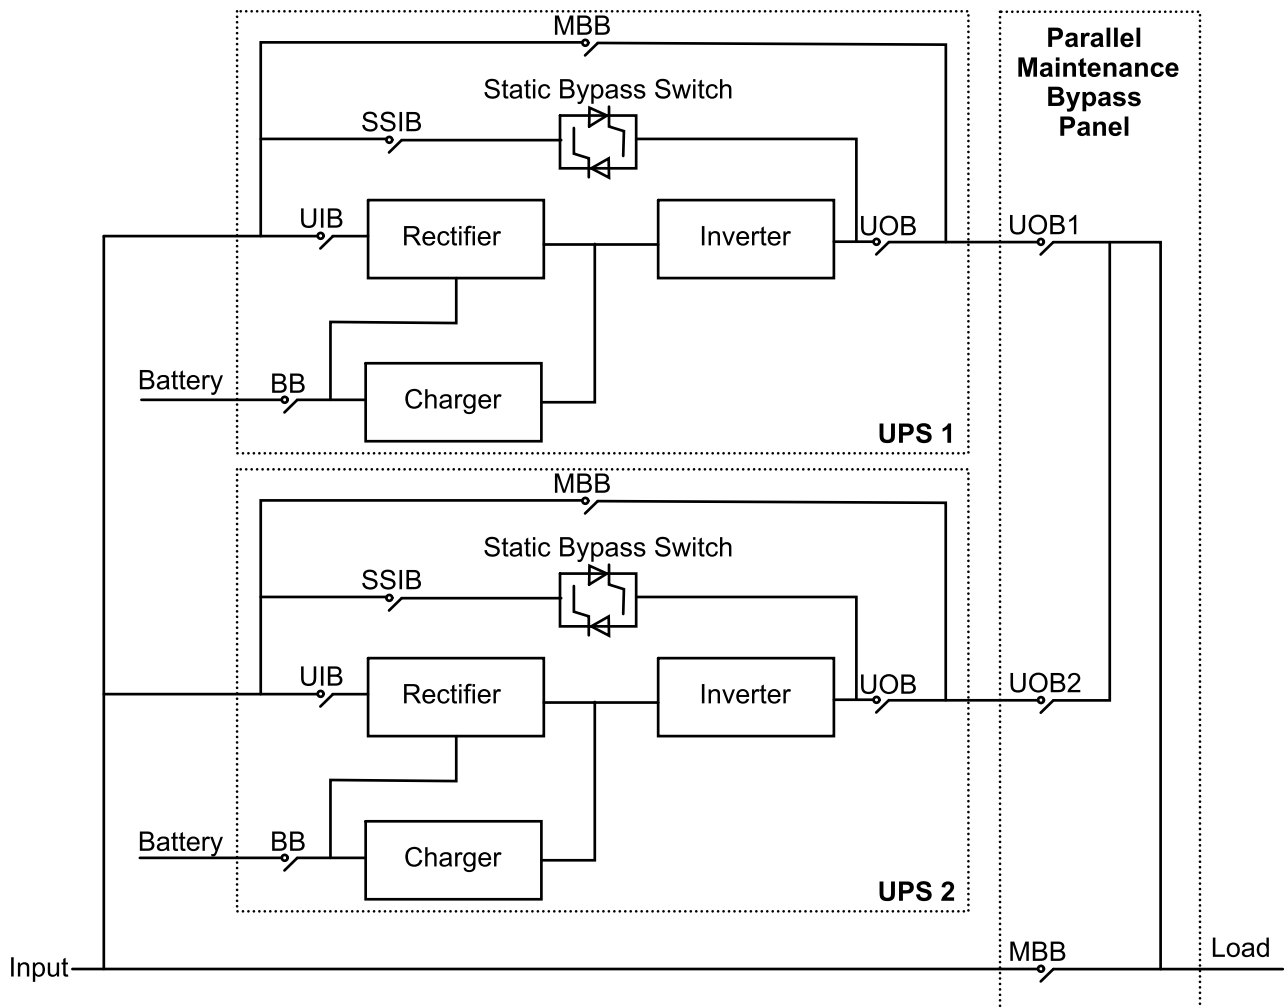 MBB
Parallel
Maintenance
Bypass
Panel
Static Bypass Switch
SSIB
UIB
Rectifier
Inverter
UOB
UOB1
Battery
BB
Charger
UPS 1
MBB
Static Bypass Switch
SSIB
UIB
Rectifier
Inverter
UOB
UOB2
Battery
BB
Charger
UPS 2
Input
MBB
Load